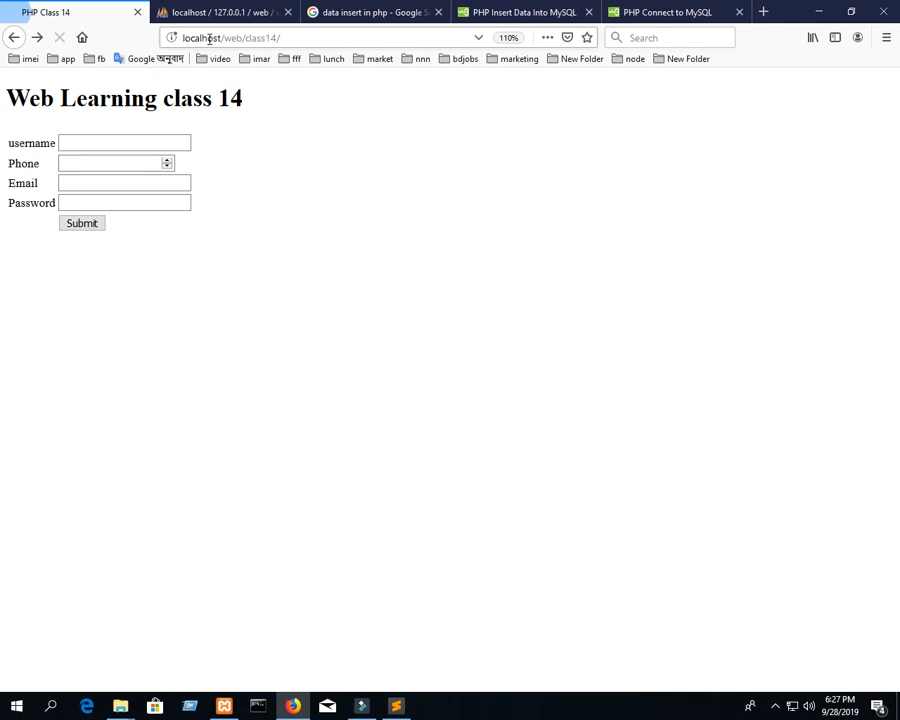 PHP Class 14
localhost / 127.0.0.1 / web /
data insert in php - Google S
PHP Insert Data Into MySQL
PHP Connect to MySQL
localhost/web/class14/
110%
Search
imei
app
fb
Google অনুবাদ
video
imar
fff
lunch
market
nnn
bdjobs
marketing
New Folder
node
New Folder
Web Learning class 14
username
Phone
Email
Password
Submit
6:27 PM
9/28/2019
4